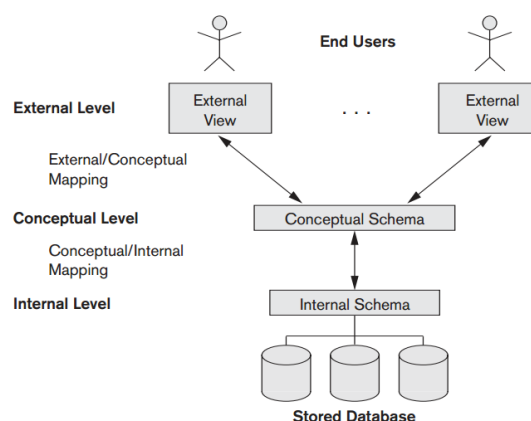 End Users
External Level
External
View
. . .
External
View
External/Conceptual
Mapping
Conceptual Level
Conceptual Schema
Conceptual/Internal
Mapping
Internal Level
Internal Schema
Stored Database